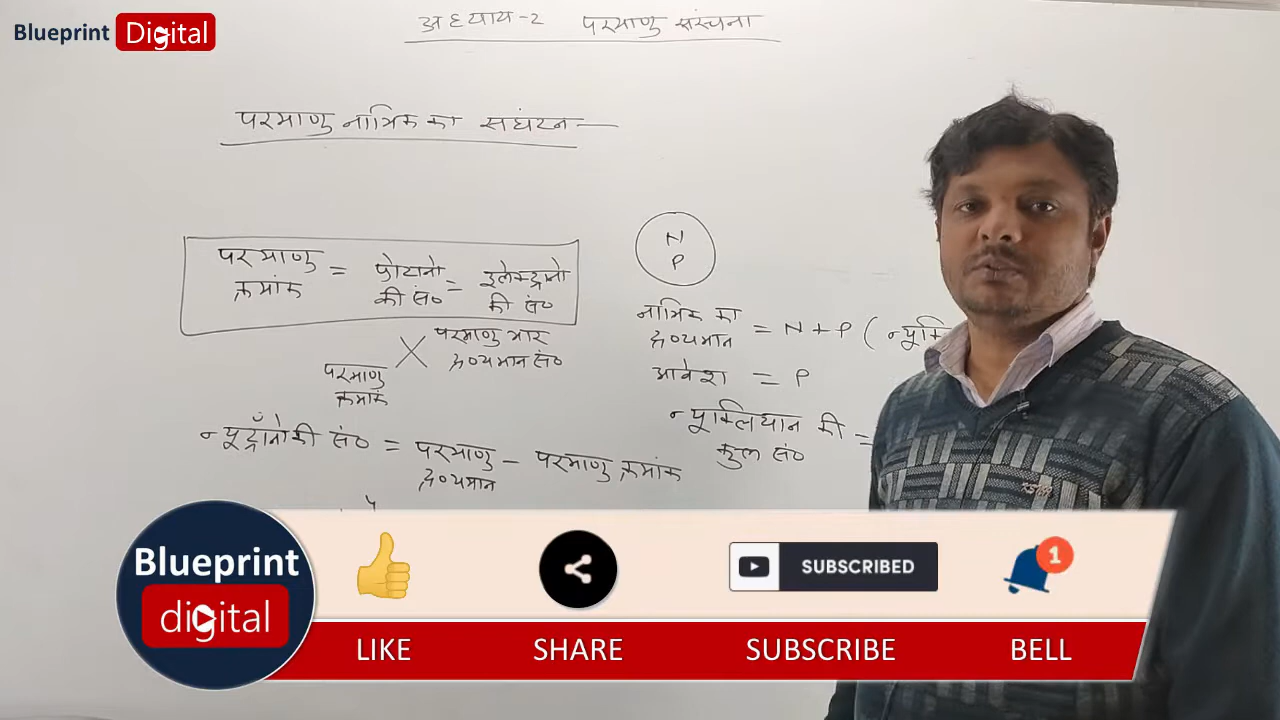 Blueprint Digital
अध्याय-2 परमाणु संरचना
परमाणु नाभिक का संघटन
परमाणु क्रमांक = प्रोटानो की सं० = इलेक्ट्रानो की सं०
N
P
परमाणु भार
द्रव्यमान सं०
X
परमाणु
क्रमांक
नाभिक का द्रव्यमान = N + P (न्यूक्लि
आवेश = P
न्यूक्लियान की कुल सं० =
न्यूट्रॉनो की सं० = परमाणु द्रव्यमान - परमाणु क्रमांक
Blueprint
digital
SUBSCRIBED
1
LIKE SHARE SUBSCRIBE BELL